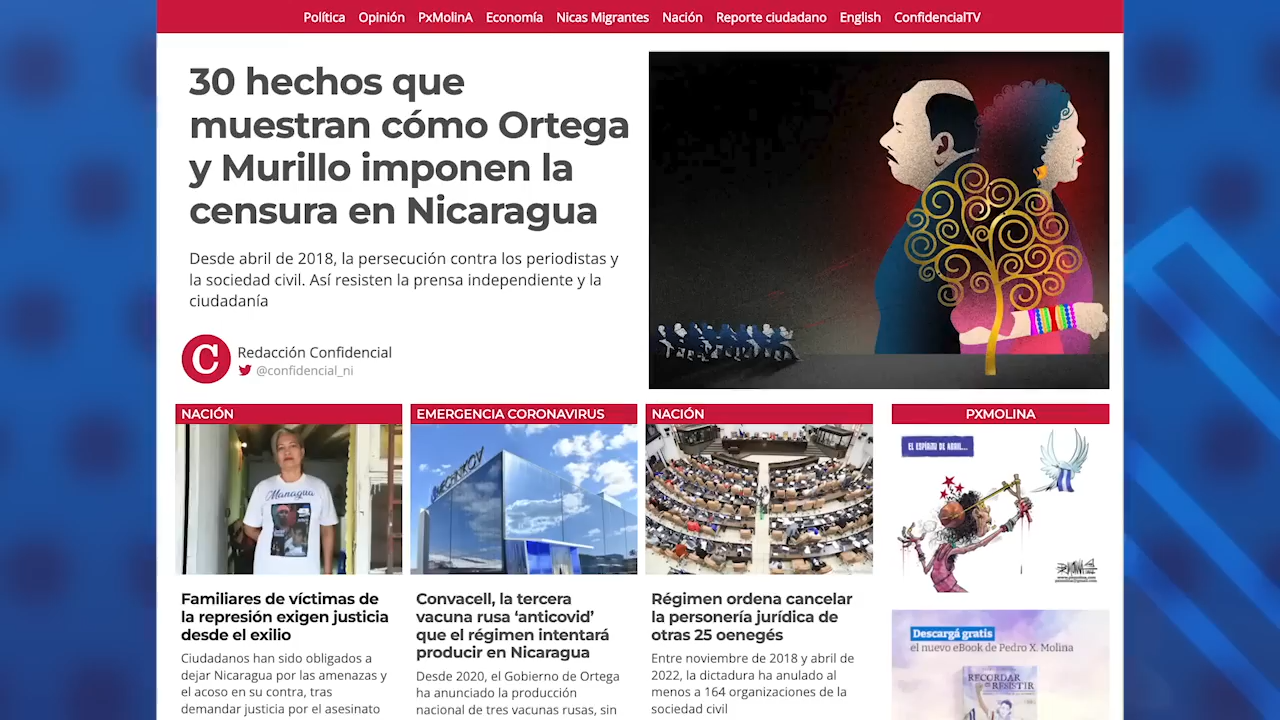 Política Opinión PxMolinA Economía Nicas Migrantes Nación Reporte ciudadano English ConfidencialTV
30 hechos que
muestran cómo Ortega
y Murillo imponen la
censura en Nicaragua
Desde abril de 2018, la persecución contra los periodistas y
la sociedad civil. Así resisten la prensa independiente y la
ciudadanía
C
Redacción Confidencial
@confidencial_ni
NACIÓN
Managua
Familiares de víctimas de
la represión exigen justicia
desde el exilio
Ciudadanos han sido obligados a
dejar Nicaragua por las amenazas y
el acoso en su contra, tras
demandar justicia por el asesinato
EMERGENCIA CORONAVIRUS
Convacell, la tercera
vacuna rusa ‘anticovid’
que el régimen intentará
producir en Nicaragua
Desde 2020, el Gobierno de Ortega
ha anunciado la producción
nacional de tres vacunas rusas, sin
NACIÓN
Régimen ordena cancelar
la personería jurídica de
otras 25 oenegés
Entre noviembre de 2018 y abril de
2022, la dictadura ha anulado al
menos a 164 organizaciones de la
sociedad civil
PXMOLINA
EL ESPÍRITU DE ABRIL...
Descargá gratis
el nuevo eBook de Pedro X. Molina
RECORDAR
RESISTIR